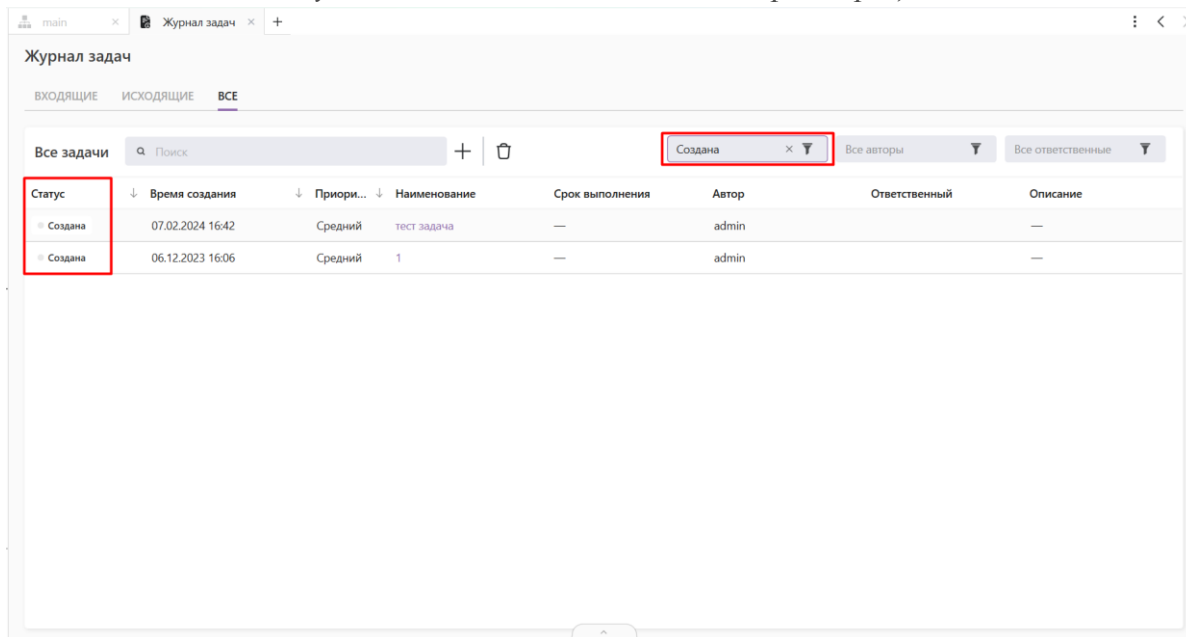 main × Журнал задач × +
Журнал задач
ВХОДЯЩИЕ ИСХОДЯЩИЕ ВСЕ
Все задачи Поиск Создана × Все авторы Все ответственные
Статус ↓ Время создания ↓ Приори... ↓ Наименование Срок выполнения Автор Ответственный Описание
Создана 07.02.2024 16:42 Средний тест задача — admin —
Создана 06.12.2023 16:06 Средний 1 — admin —